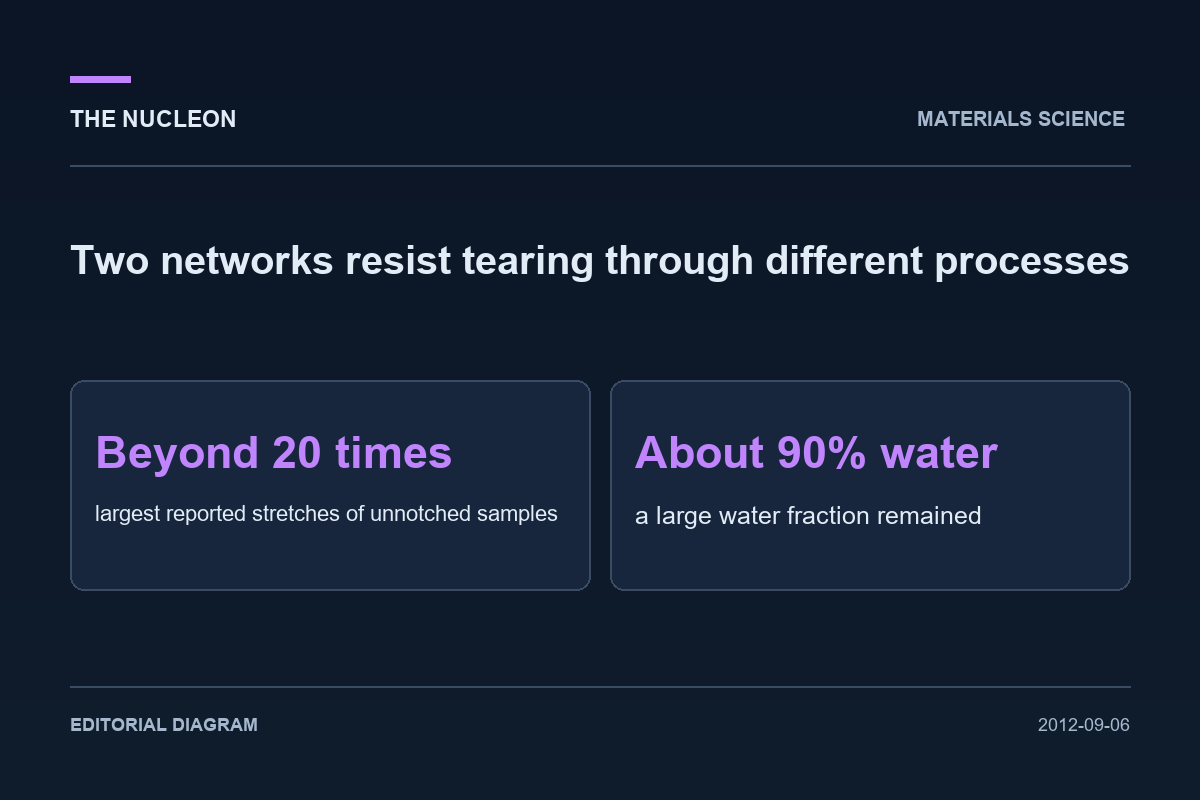 THE NUCLEON
MATERIALS SCIENCE
Two networks resist tearing through different processes
Beyond 20 times
largest reported stretches of unnotched samples
About 90% water
a large water fraction remained
EDITORIAL DIAGRAM
2012-09-06